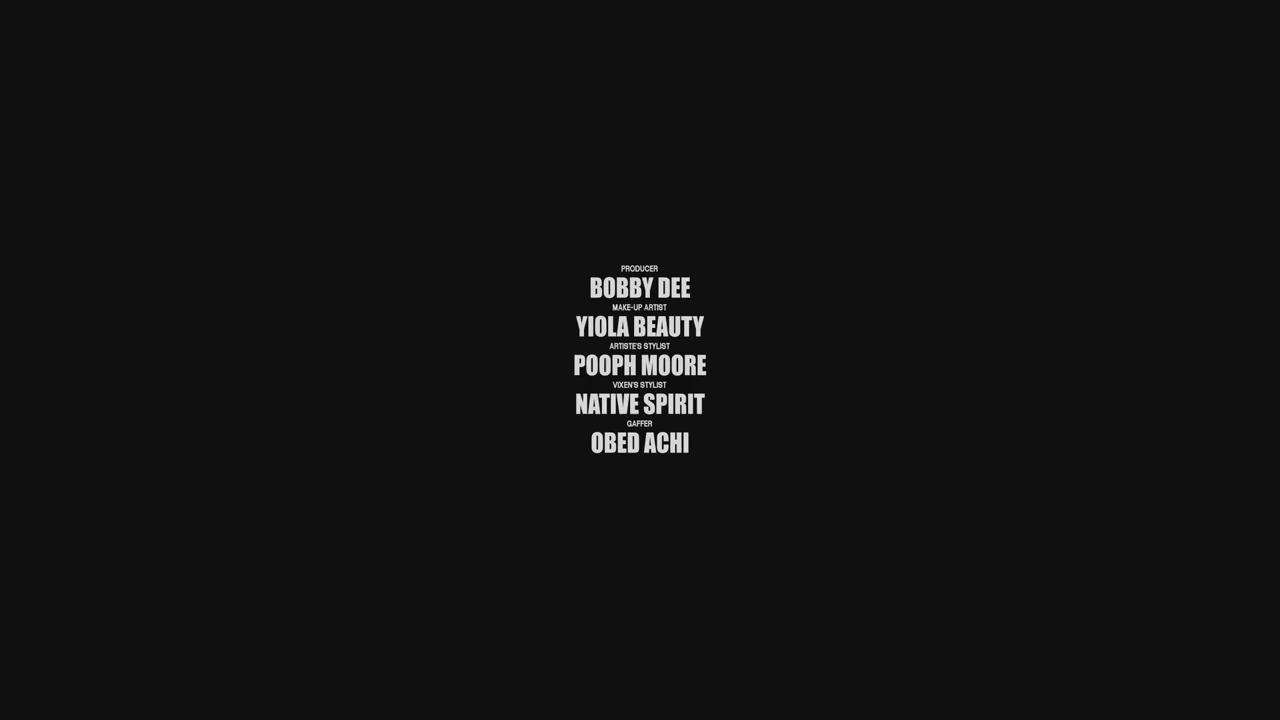 PRODUCER
BOBBY DEE
MAKE-UP ARTIST
YIOLA BEAUTY
ARTISTE'S STYLIST
POOPH MOORE
VIXEN'S STYLIST
NATIVE SPIRIT
GAFFER
OBED ACHI